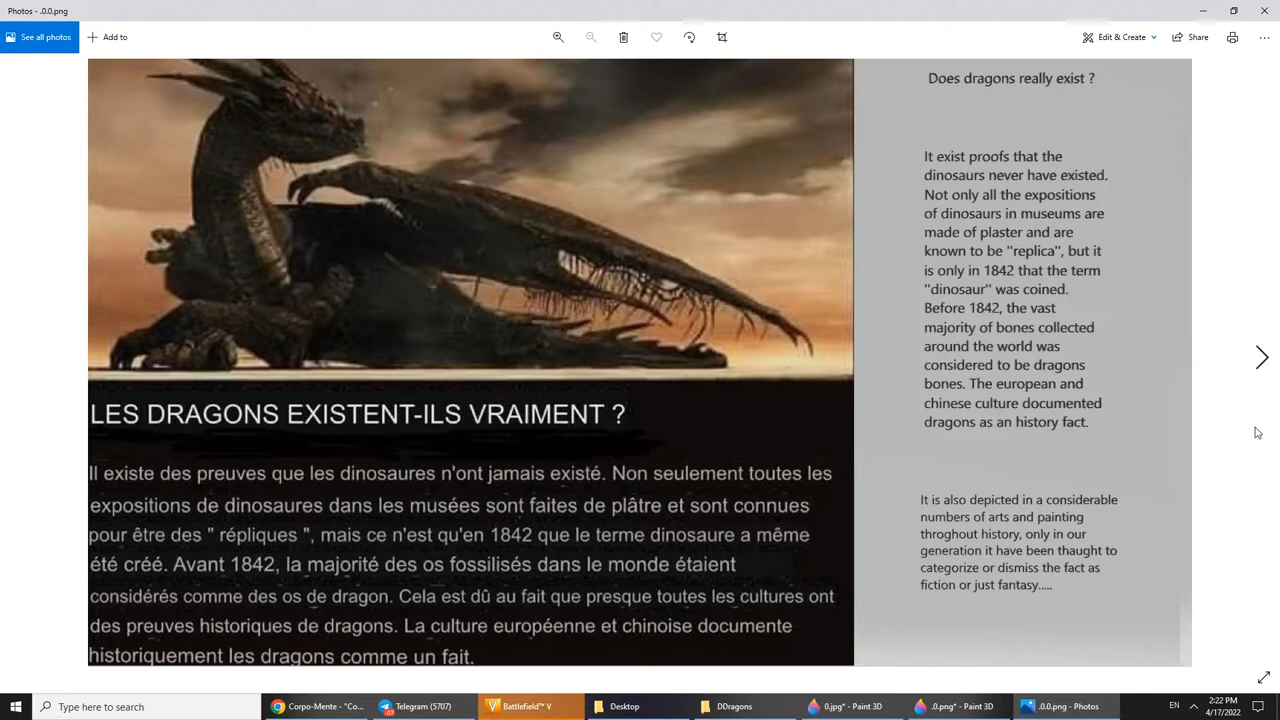 Photos - .0.0.png
See all photos
Add to
Edit & Create
Share
LES DRAGONS EXISTENT-ILS VRAIMENT ?
Il existe des preuves que les dinosaures n'ont jamais existé. Non seulement toutes les
expositions de dinosaures dans les musées sont faites de plâtre et sont connues
pour être des " répliques ", mais ce n'est qu'en 1842 que le terme dinosaure a même
été créé. Avant 1842, la majorité des os fossilisés dans le monde étaient
considérés comme des os de dragon. Cela est dû au fait que presque toutes les cultures ont
des preuves historiques de dragons. La culture européenne et chinoise documente
historiquement les dragons comme un fait.
Does dragons really exist ?
It exist proofs that the
dinosaurs never have existed.
Not only all the expositions
of dinosaurs in museums are
made of plaster and are
known to be "replica", but it
is only in 1842 that the term
"dinosaur" was coined.
Before 1842, the vast
majority of bones collected
around the world was
considered to be dragons
bones. The european and
chinese culture documented
dragons as an history fact.
It is also depicted in a considerable
numbers of arts and painting
throghout history, only in our
generation it have been thaught to
categorize or dismiss the fact as
fiction or just fantasy.....
Type here to search
Corpo-Mente - "Co...
Telegram (5707)
Battlefield™ V
Desktop
DDragons
0.jpg* - Paint 3D
.0.png* - Paint 3D
.0.0.png - Photos
EN
2:22 PM
4/17/2022